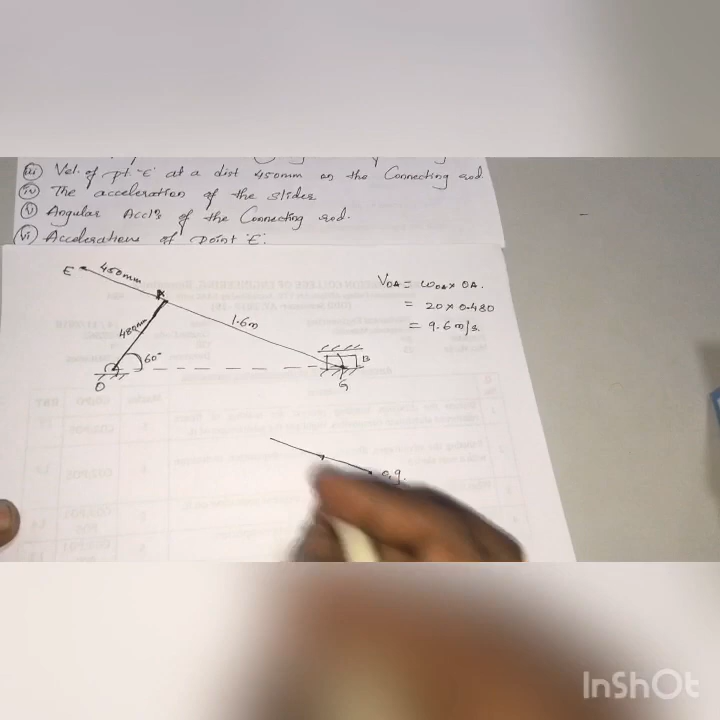 (iii) Vel. of pt. 'E' at a dist 450mm on the Connecting rod.
(iv) The acceleration of the slider
(v) Angular Accl'n of the Connecting rod.
(vi) Accelerations of Point 'E'.
E 450mm A
480mm 1.6m
60°
O B
G
VOA = ωOA × OA.
= 20 × 0.480
= 9.6 m/s
o,g.
InShOt